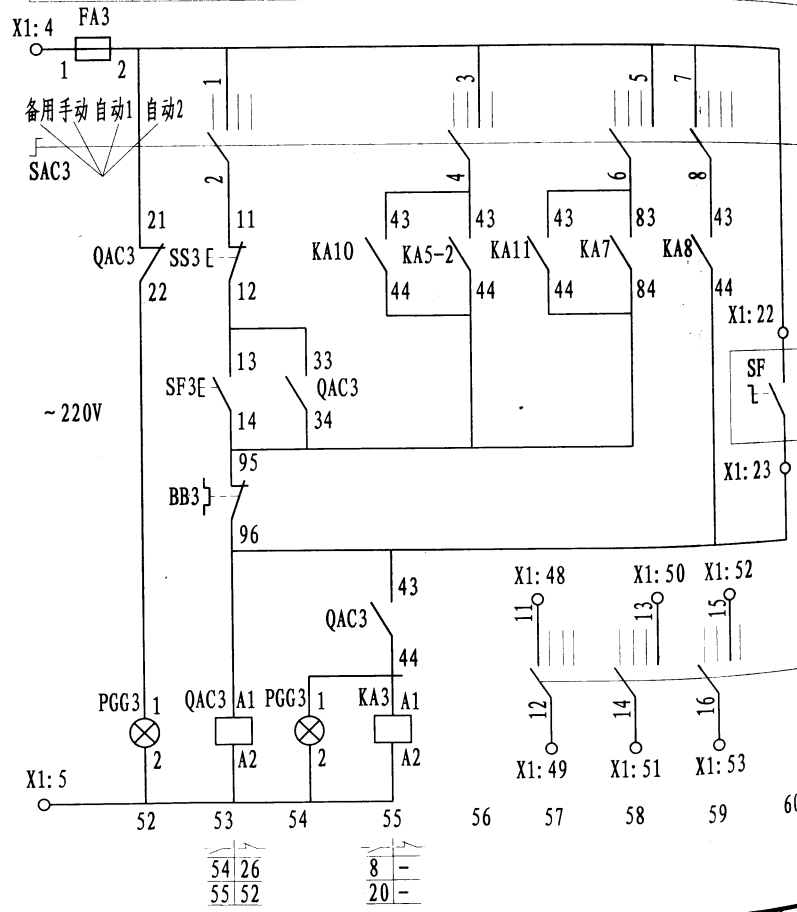 X1:4
FA3
1
2
1
3
5
7
备用手动 自动1 自动2
SAC3
2
4
6
8
21
11
43
43
43
83
43
QAC3
SS3
KA10
KA5-2
KA11
KA7
KA8
22
12
44
44
44
84
44
X1:22
13
33
SF
SF3
QAC3
~220V
14
34
95
X1:23
BB3
96
43
X1:48
X1:50
X1:52
11
13
15
QAC3
44
PGG3
1
QAC3
A1
PGG3
1
KA3
A1
12
14
16
2
A2
2
A2
X1:49
X1:51
X1:53
X1:5
52
53
54
55
56
57
58
59
60
54 26
55 52
8 -
20 -